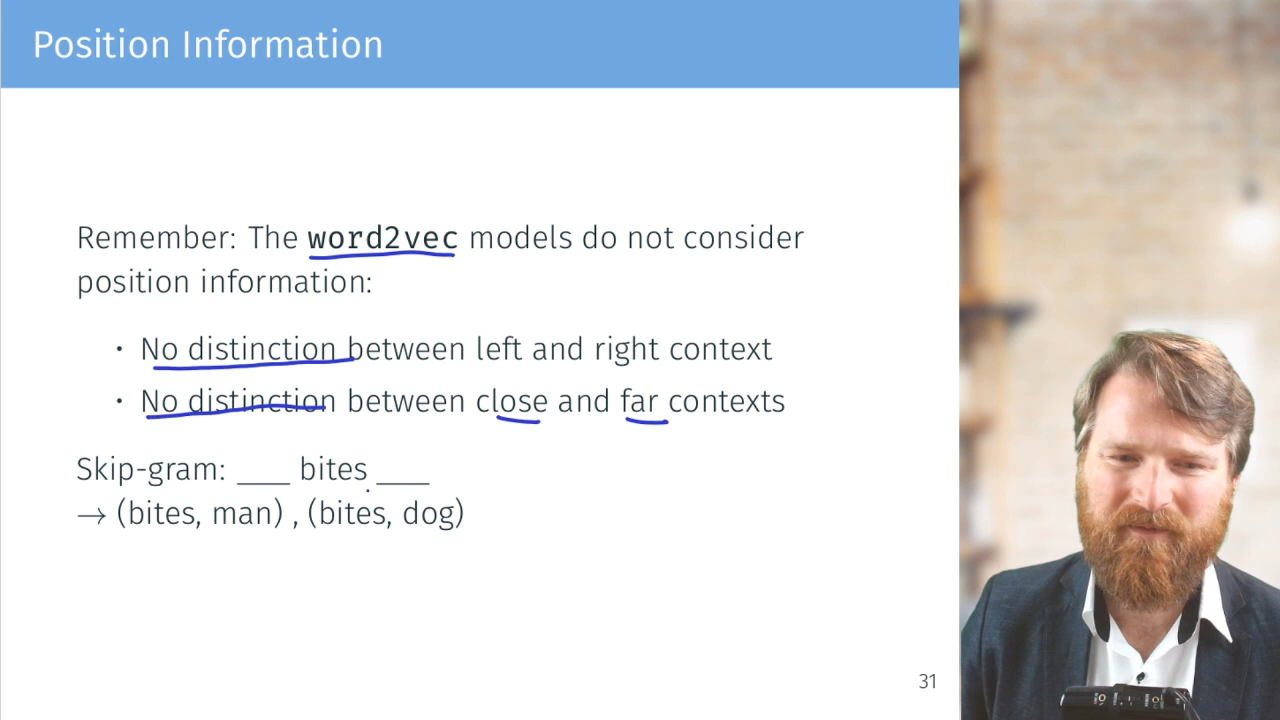 Position Information
Remember: The word2vec models do not consider
position information:
• No distinction between left and right context
• No distinction between close and far contexts
Skip-gram: ___ bites ___
→ (bites, man) , (bites, dog)
31